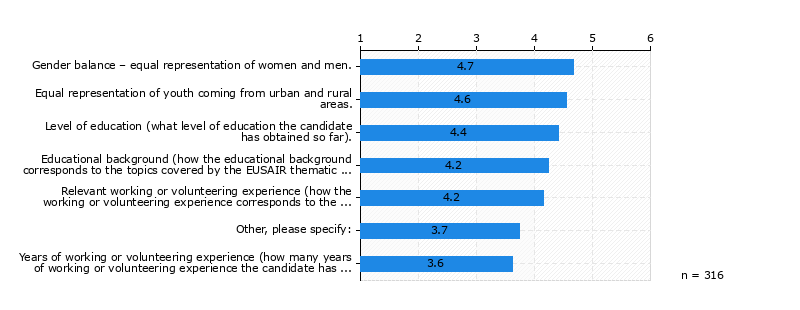 1 2 3 4 5 6
Gender balance – equal representation of women and men. 4.7
Equal representation of youth coming from urban and rural
areas. 4.6
Level of education (what level of education the candidate
has obtained so far). 4.4
Educational background (how the educational background
corresponds to the topics covered by the EUSAIR thematic ... 4.2
Relevant working or volunteering experience (how the
working or volunteering experience corresponds to the ... 4.2
Other, please specify: 3.7
Years of working or volunteering experience (how many years
of working or volunteering experience the candidate has ... 3.6
n = 316